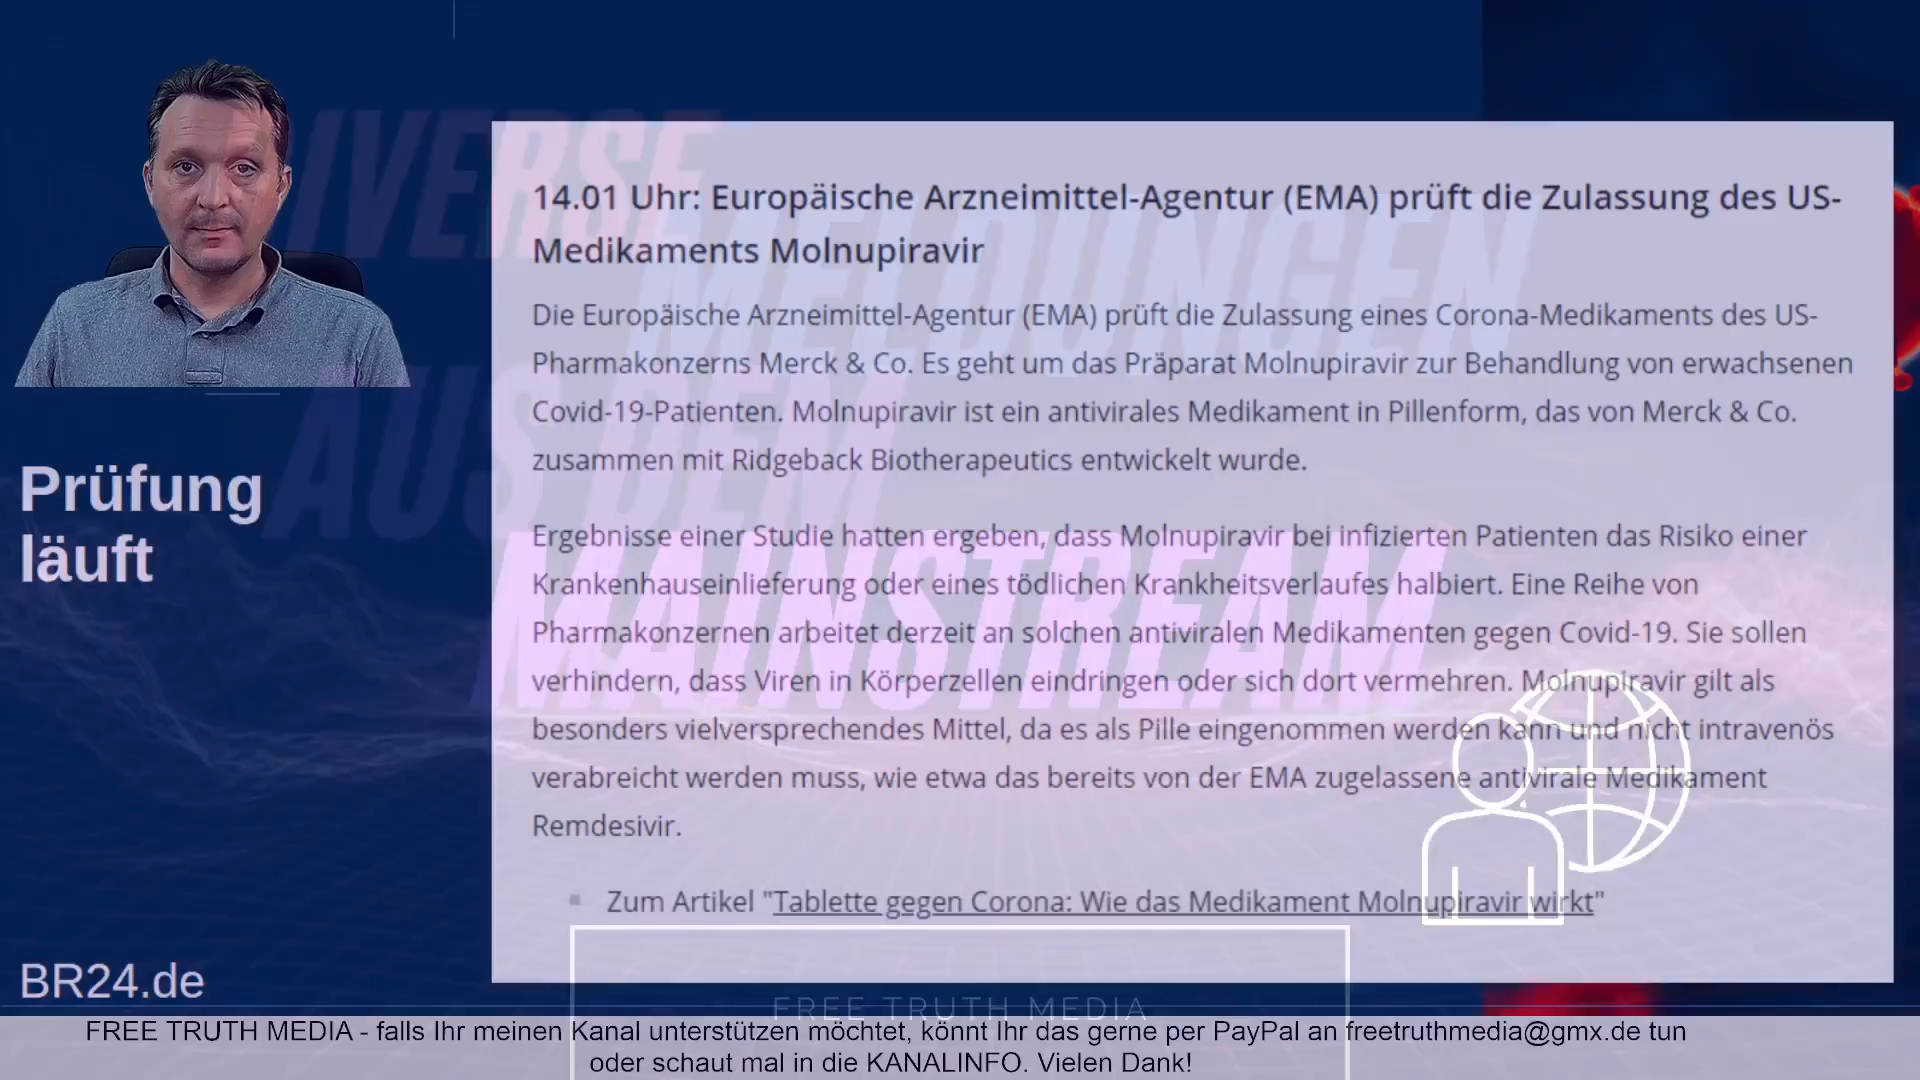 DIVERSE
MELDUNGEN
AUS DEM
MAINSTREAM
14.01 Uhr: Europäische Arzneimittel-Agentur (EMA) prüft die Zulassung des US-
Medikaments Molnupiravir
Die Europäische Arzneimittel-Agentur (EMA) prüft die Zulassung eines Corona-Medikaments des US-
Pharmakonzerns Merck & Co. Es geht um das Präparat Molnupiravir zur Behandlung von erwachsenen
Covid-19-Patienten. Molnupiravir ist ein antivirales Medikament in Pillenform, das von Merck & Co.
zusammen mit Ridgeback Biotherapeutics entwickelt wurde.
Ergebnisse einer Studie hatten ergeben, dass Molnupiravir bei infizierten Patienten das Risiko einer
Krankenhauseinlieferung oder eines tödlichen Krankheitsverlaufes halbiert. Eine Reihe von
Pharmakonzernen arbeitet derzeit an solchen antiviralen Medikamenten gegen Covid-19. Sie sollen
verhindern, dass Viren in Körperzellen eindringen oder sich dort vermehren. Molnupiravir gilt als
besonders vielversprechendes Mittel, da es als Pille eingenommen werden kann und nicht intravenös
verabreicht werden muss, wie etwa das bereits von der EMA zugelassene antivirale Medikament
Remdesivir.
Zum Artikel "Tablette gegen Corona: Wie das Medikament Molnupiravir wirkt"
Prüfung
läuft
BR24.de
FREE TRUTH MEDIA
FREE TRUTH MEDIA - falls Ihr meinen Kanal unterstützen möchtet, könnt Ihr das gerne per PayPal an freetruthmedia@gmx.de tun
oder schaut mal in die KANALINFO. Vielen Dank!